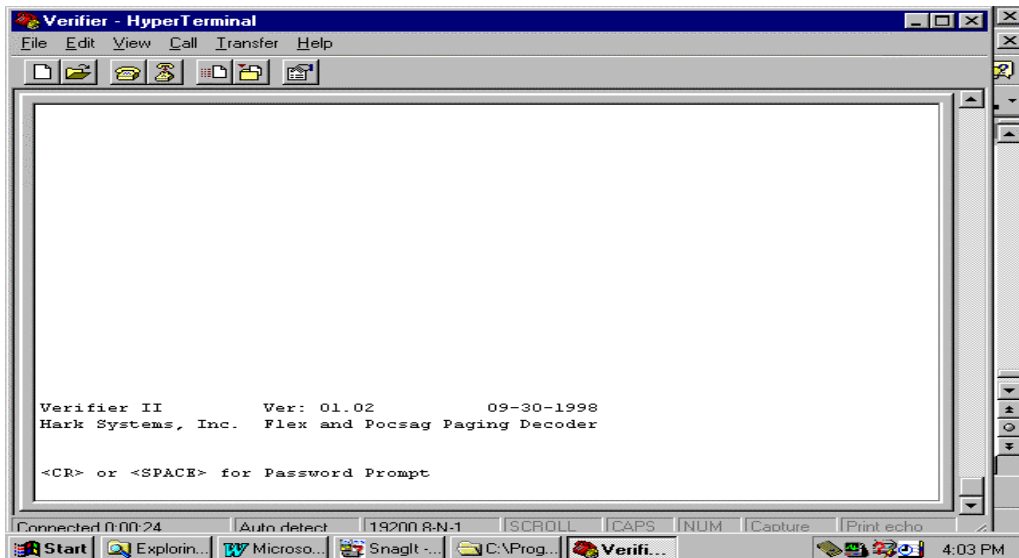 Verifier - HyperTerminal
File Edit View Call Transfer Help
Verifier II Ver: 01.02 09-30-1998
Hark Systems, Inc. Flex and Pocsag Paging Decoder
<CR> or <SPACE> for Password Prompt
Connected 0:00:24 Auto detect 19200 8-N-1 SCROLL CAPS NUM Capture Print echo
Start Explorin... Microso... SnagIt -... C:\Prog... Verifi... 4:03 PM